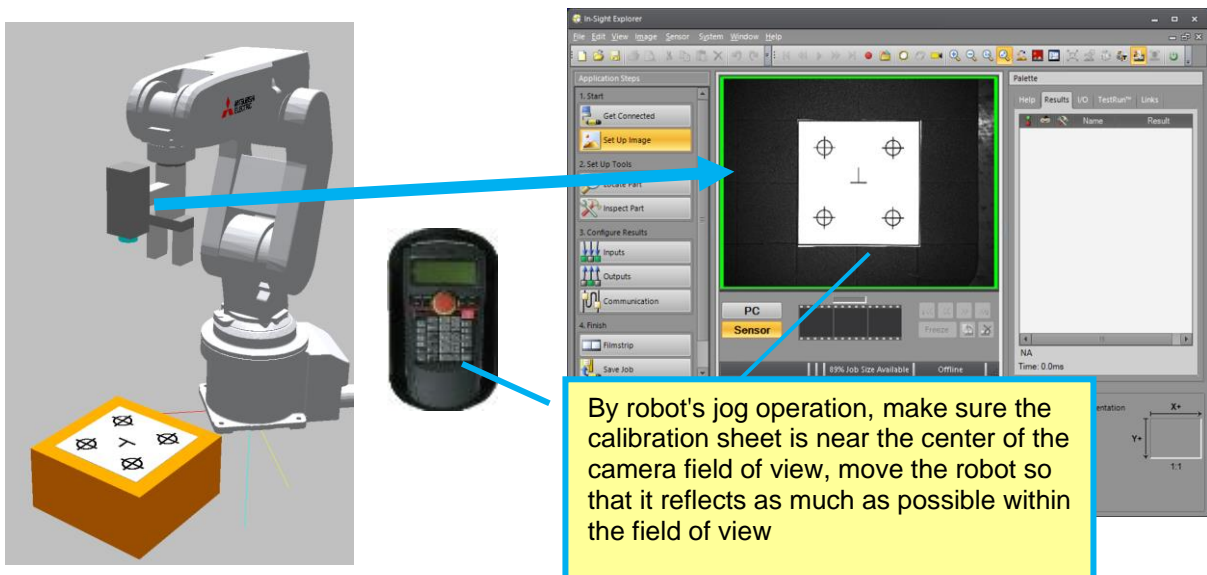 MITSUBISHI
ELECTRIC
In-Sight Explorer
File Edit View Image Sensor System Window Help
Application Steps
1. Start
Get Connected
Set Up Image
2. Set Up Tools
Locate Part
Inspect Part
3. Configure Results
Inputs
Outputs
Communication
4. Finish
Filmstrip
Save Job
PC
Sensor
Freeze
89% Job Size Available
Offline
Palette
Help Results I/O TestRun™ Links
Name Result
NA
Time: 0.0ms
entation
X+
Y+
1:1
By robot's jog operation, make sure the
calibration sheet is near the center of the
camera field of view, move the robot so
that it reflects as much as possible within
the field of view